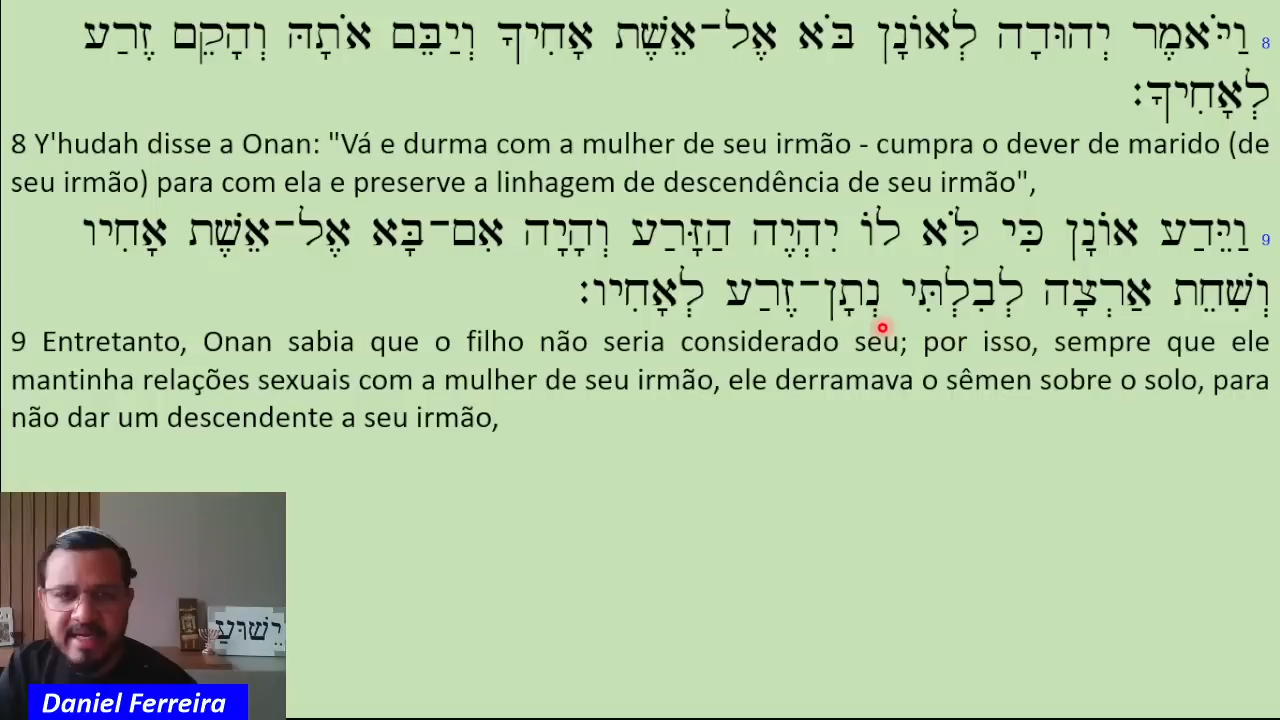 8 וַיֹּאמֶר יְהוּדָה לְאוֹנָן בֹּא אֶל־אֵשֶׁת אָחִיךָ וְיַבֵּם אֹתָהּ וְהָקֵם זֶרַע
לְאָחִיךָ׃
8 Y'hudah disse a Onan: "Vá e durma com a mulher de seu irmão - cumpra o dever de marido (de
seu irmão) para com ela e preserve a linhagem de descendência de seu irmão",
9 וַיֵּדַע אוֹנָן כִּי לֹּא לוֹ יִהְיֶה הַזָּרַע וְהָיָה אִם־בָּא אֶל־אֵשֶׁת אָחִיו
וְשִׁחֵת אַרְצָה לְבִלְתִּי נְתָן־זֶרַע לְאָחִיו׃
9 Entretanto, Onan sabia que o filho não seria considerado seu; por isso, sempre que ele
mantinha relações sexuais com a mulher de seu irmão, ele derramava o sêmen sobre o solo, para
não dar um descendente a seu irmão,
יֵשׁוּעַ
Daniel Ferreira